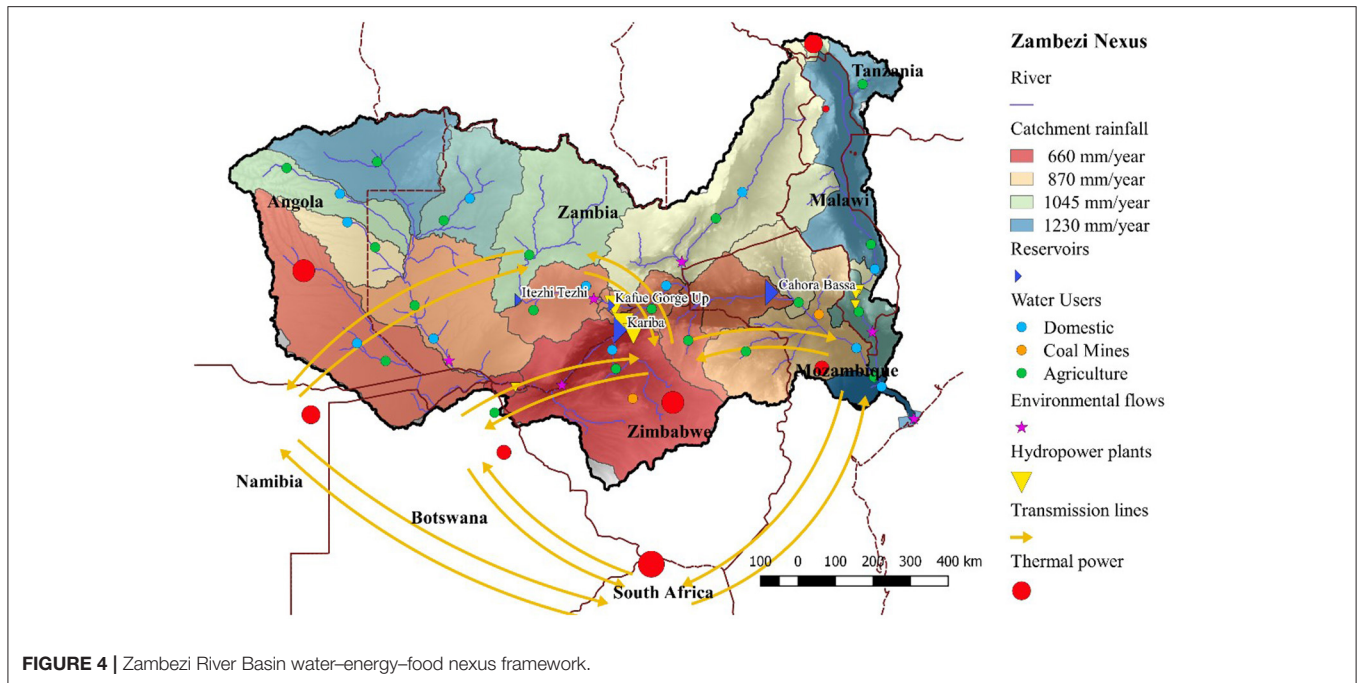 Tanzania
Malawi
Angola
Zambia
Itezhi Tezhi
Kafue Gorge Up
Kariba
Cahora Bassa
Mozambique
Zimbabwe
Namibia
Botswana
South Africa
100 0 100 200 300 400 km
Zambezi Nexus
River
Catchment rainfall
660 mm/year
870 mm/year
1045 mm/year
1230 mm/year
Reservoirs
Water Users
Domestic
Coal Mines
Agriculture
Environmental flows
Hydropower plants
Transmission lines
Thermal power
FIGURE 4 | Zambezi River Basin water–energy–food nexus framework.